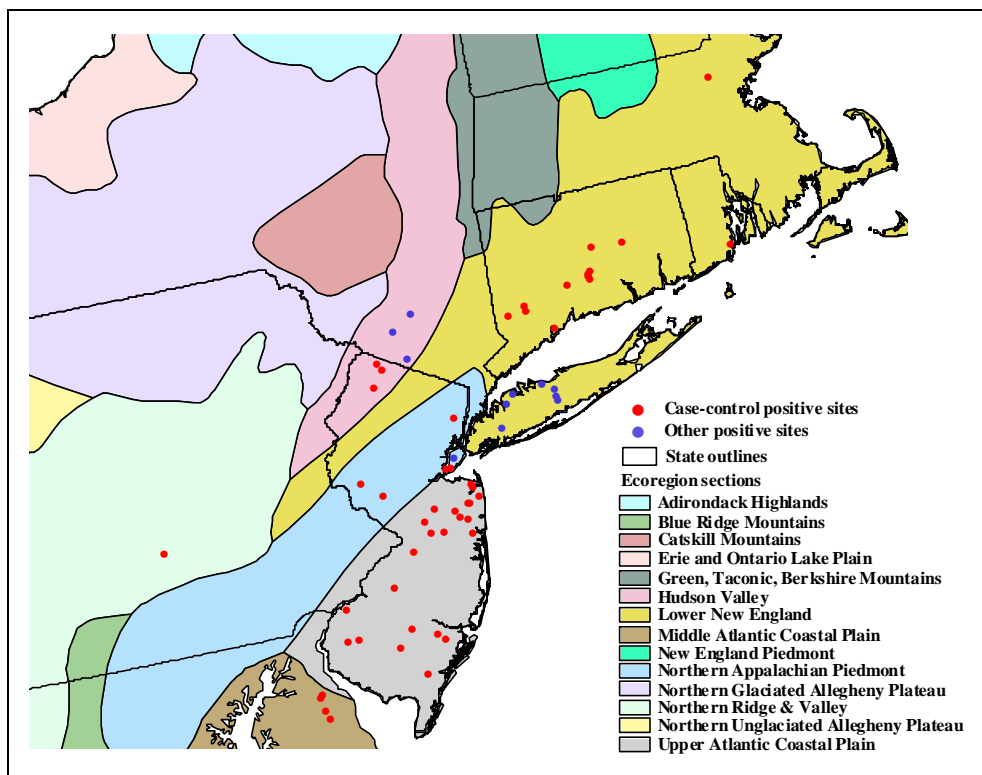 Case-control positive sites
Other positive sites
State outlines
Ecoregion sections
Adirondack Highlands
Blue Ridge Mountains
Catskill Mountains
Erie and Ontario Lake Plain
Green, Taconic, Berkshire Mountains
Hudson Valley
Lower New England
Middle Atlantic Coastal Plain
New England Piedmont
Northern Appalachian Piedmont
Northern Glaciated Allegheny Plateau
Northern Ridge & Valley
Northern Unglaciated Allegheny Plateau
Upper Atlantic Coastal Plain